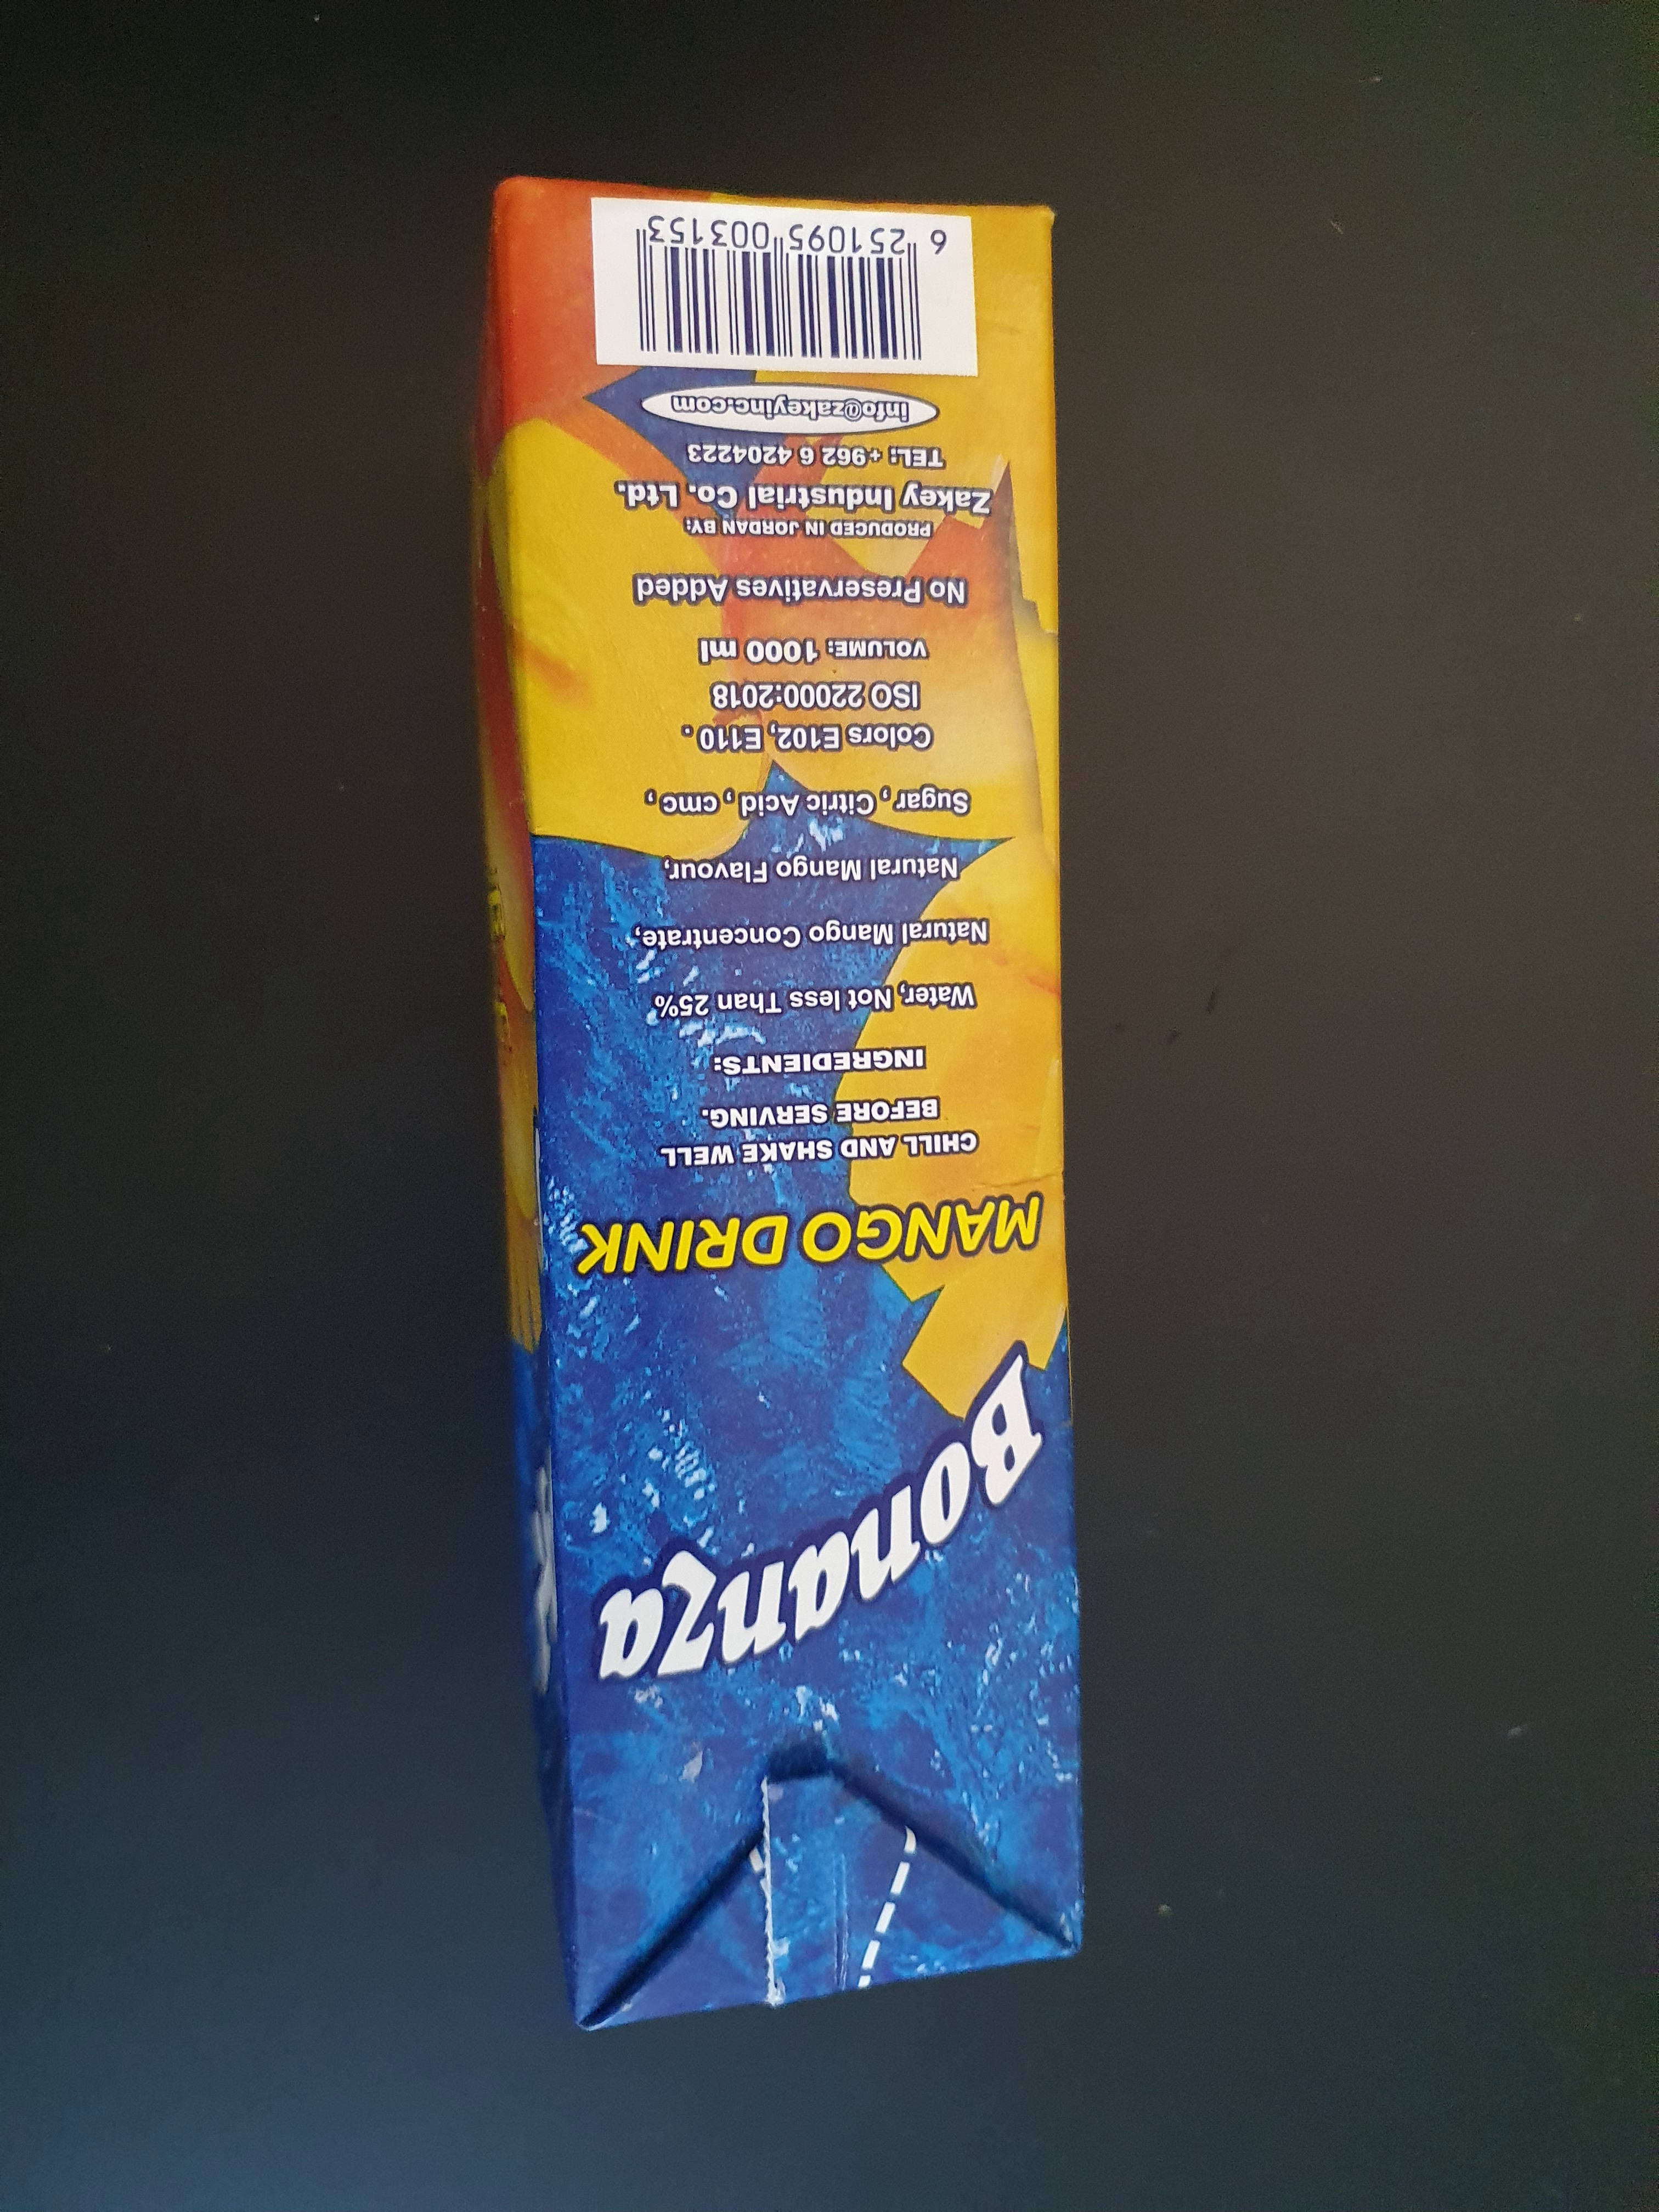 Bonanza
MANGO DRINK
CHILL AND SHAKE WELL
BEFORE SERVING.
INGREDIENTS:
Water, Not less Than 25%
Natural Mango Concentrate,
Natural Mango Flavour,
Sugar, Citric Acid, cmc,
Colors E102, E110.
ISO 22000:2018
VOLUME: 1000 ml
No Preservatives Added
PRODUCED IN JORDAN BY:
Zakey Industrial Co. Ltd.
TEL: +962 6 4204223
info@zakeyinc.com
6 251095 003153